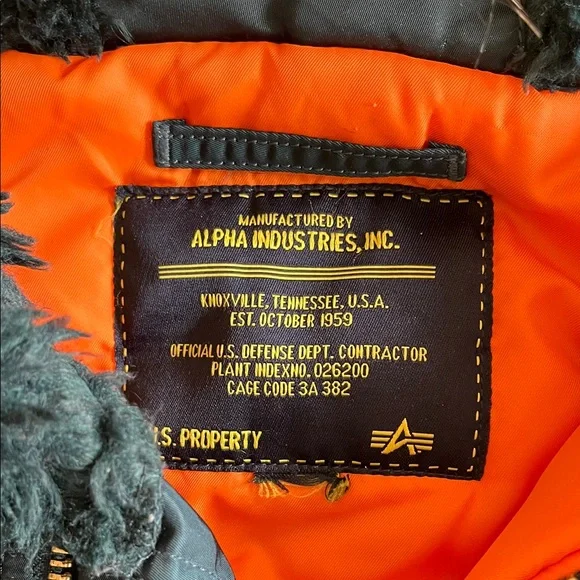 MANUFACTURED BY
ALPHA INDUSTRIES, INC.
KNOXVILLE, TENNESSEE, U.S.A.
EST. OCTOBER 1959
OFFICIAL U.S. DEFENSE DEPT. CONTRACTOR
PLANT INDEXNO. 026200
CAGE CODE 3A 382
U.S. PROPERTY